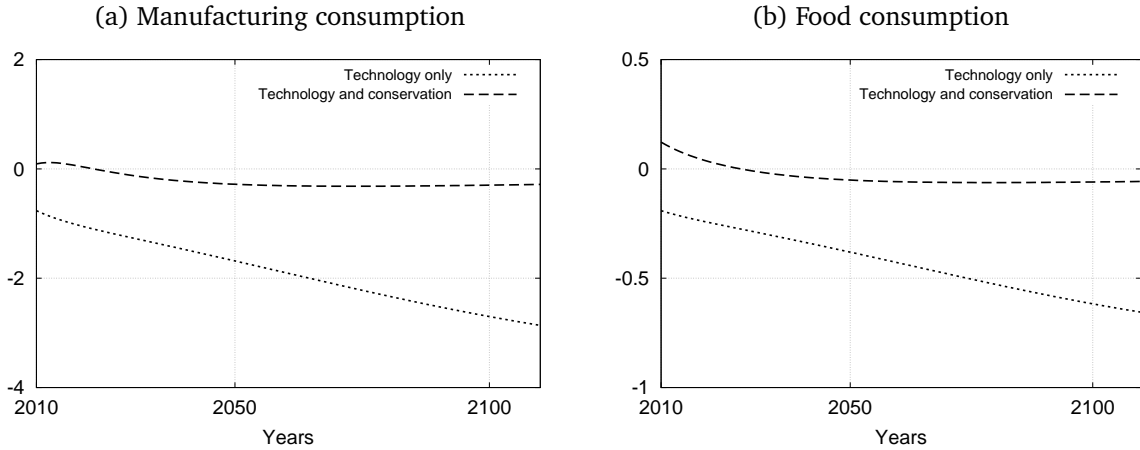 (a) Manufacturing consumption
2
Technology only
Technology and conservation
0
-2
-4
2010 2050 2100
Years
(b) Food consumption
0.5
Technology only
Technology and conservation
0
-0.5
-1
2010 2050 2100
Years